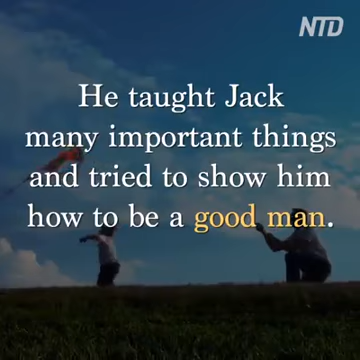 NTD
He taught Jack
many important things
and tried to show him
how to be a good man.